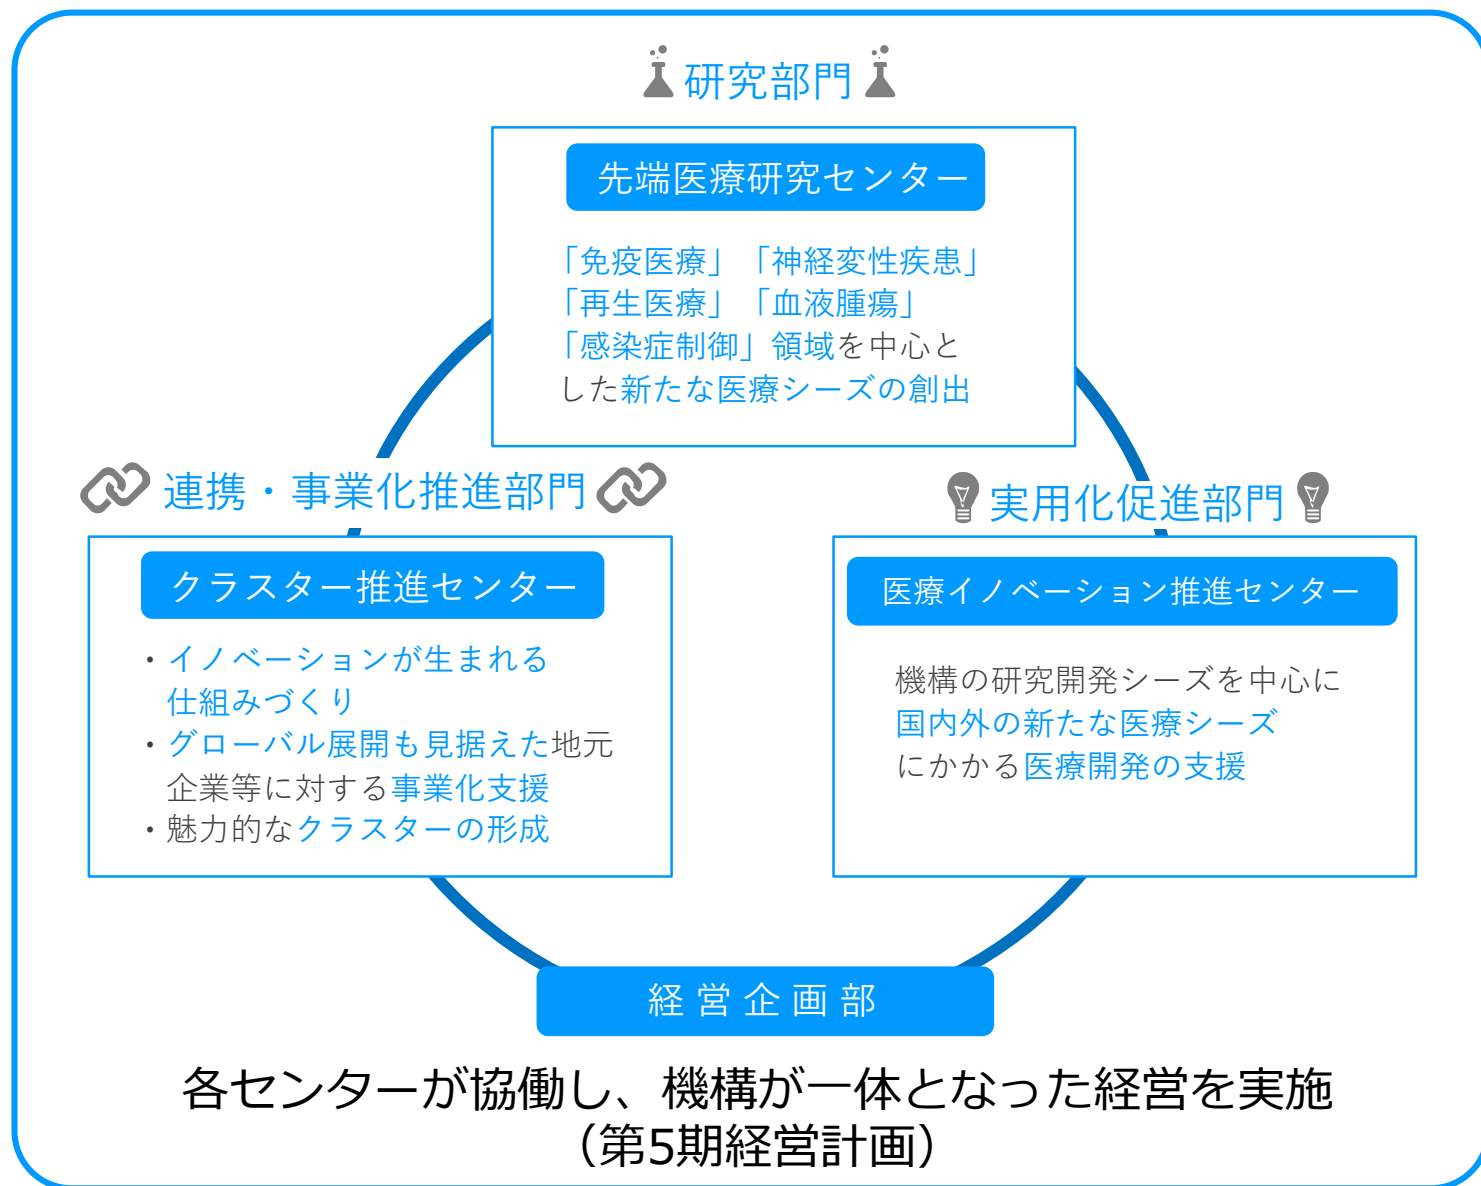 研究部門
先端医療研究センター
「免疫医療」「神経変性疾患」
「再生医療」「血液腫瘍」
「感染症制御」領域を中心と
した新たな医療シーズの創出
連携・事業化推進部門
クラスター推進センター
・イノベーションが生まれる
仕組みづくり
・グローバル展開も見据えた地元
企業等に対する事業化支援
・魅力的なクラスターの形成
実用化促進部門
医療イノベーション推進センター
機構の研究開発シーズを中心に
国内外の新たな医療シーズ
にかかる医療開発の支援
経営企画部
各センターが協働し、機構が一体となった経営を実施
（第5期経営計画）